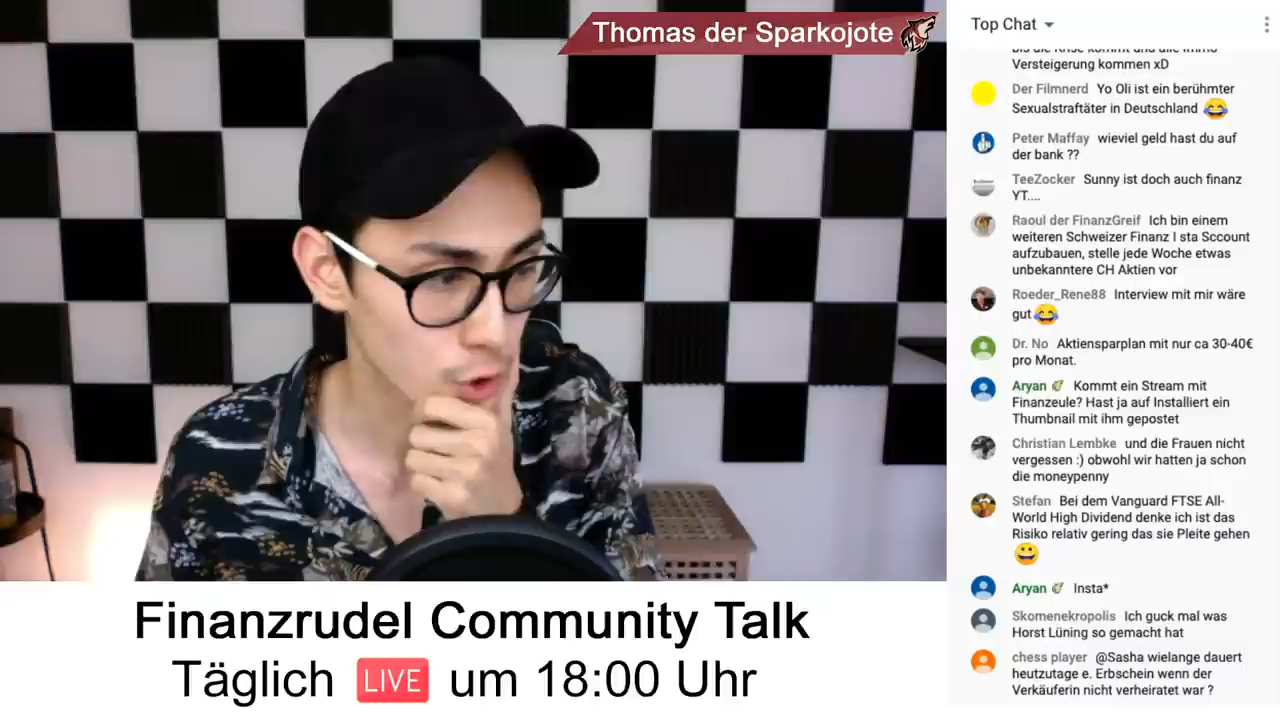 Thomas der Sparkojote
Finanzrudel Community Talk
Täglich LIVE um 18:00 Uhr
Top Chat
bis die Krise kommt und alle Immo
Versteigerung kommen xD
Der Filmnerd Yo Oli ist ein berühmter
Sexualstraftäter in Deutschland 😂
Peter Maffay wieviel geld hast du auf
der bank ??
TeeZocker Sunny ist doch auch finanz
YT....
Raoul der FinanzGreif Ich bin einem
weiteren Schweizer Finanz I sta Sccount
aufzubauen, stelle jede Woche etwas
unbekanntere CH Aktien vor
Roeder_Rene88 Interview mit mir wäre
gut 😂
Dr. No Aktiensparplan mit nur ca 30-40€
pro Monat.
Aryan Kommt ein Stream mit
Finanzeule? Hast ja auf Installiert ein
Thumbnail mit ihm gepostet
Christian Lembke und die Frauen nicht
vergessen :) obwohl wir hatten ja schon
die moneypenny
Stefan Bei dem Vanguard FTSE All-
World High Dividend denke ich ist das
Risiko relativ gering das sie Pleite gehen
😀
Aryan Insta*
Skomenekropolis Ich guck mal was
Horst Lüning so gemacht hat
chess player @Sasha wielange dauert
heutzutage e. Erbschein wenn der
Verkäuferin nicht verheiratet war ?